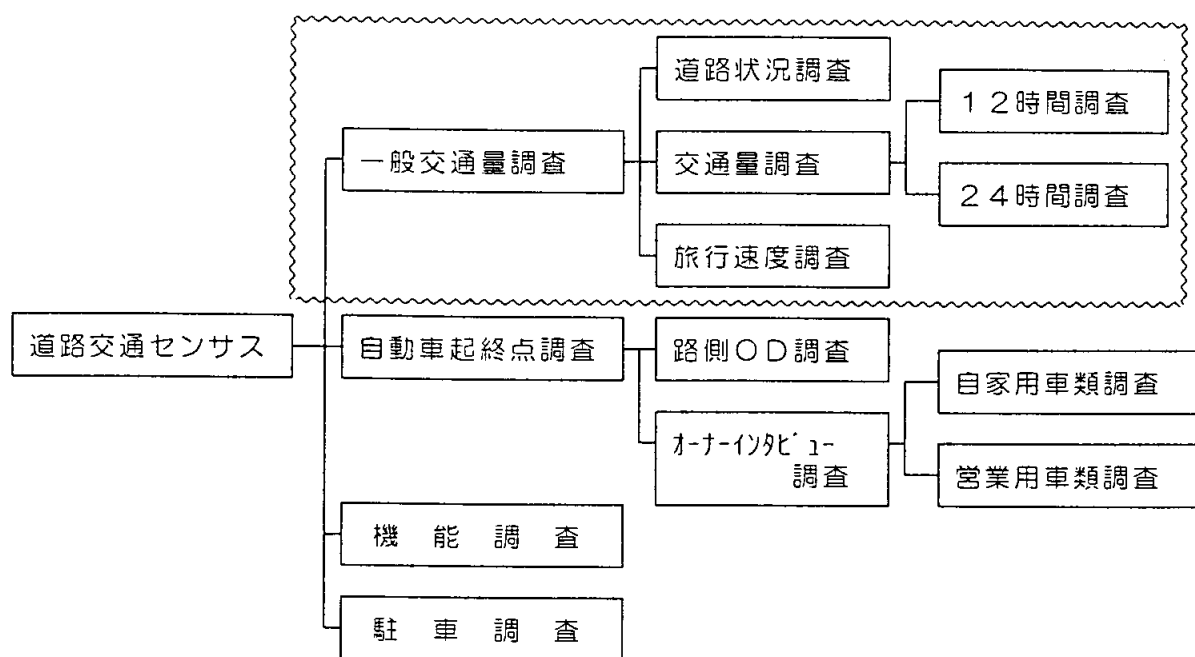 道路状況調査
12時間調査
一般交通量調査
交通量調査
24時間調査
旅行速度調査
道路交通センサス
自動車起終点調査
路側OD調査
自家用車類調査
オーナーインタビュー
調査
営業用車類調査
機能調査
駐車調査